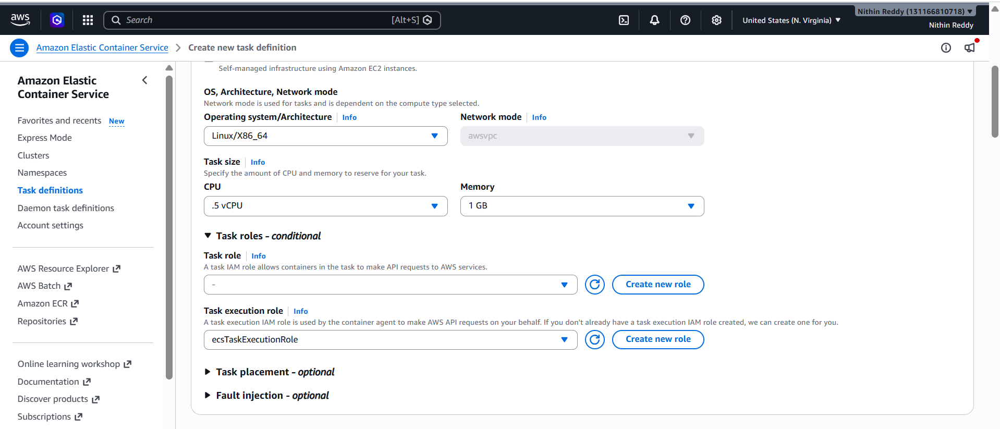 aws
Search
[Alt+S]
United States (N. Virginia)
Nithin Reddy (131166810718)
Nithin Reddy
Amazon Elastic Container Service
Create new task definition
Amazon Elastic
Container Service
Favorites and recents New
Express Mode
Clusters
Namespaces
Task definitions
Daemon task definitions
Account settings
AWS Resource Explorer
AWS Batch
Amazon ECR
Repositories
Online learning workshop
Documentation
Discover products
Subscriptions
Self-managed infrastructure using Amazon EC2 instances.
OS, Architecture, Network mode
Network mode is used for tasks and is dependent on the compute type selected.
Operating system/Architecture Info
Linux/X86_64
Network mode Info
awsvpc
Task size Info
Specify the amount of CPU and memory to reserve for your task.
CPU
.5 vCPU
Memory
1 GB
Task roles - conditional
Task role Info
A task IAM role allows containers in the task to make API requests to AWS services.
-
Create new role
Task execution role Info
A task execution IAM role is used by the container agent to make AWS API requests on your behalf. If you don't already have a task execution IAM role created, we can create one for you.
ecsTaskExecutionRole
Create new role
Task placement - optional
Fault injection - optional